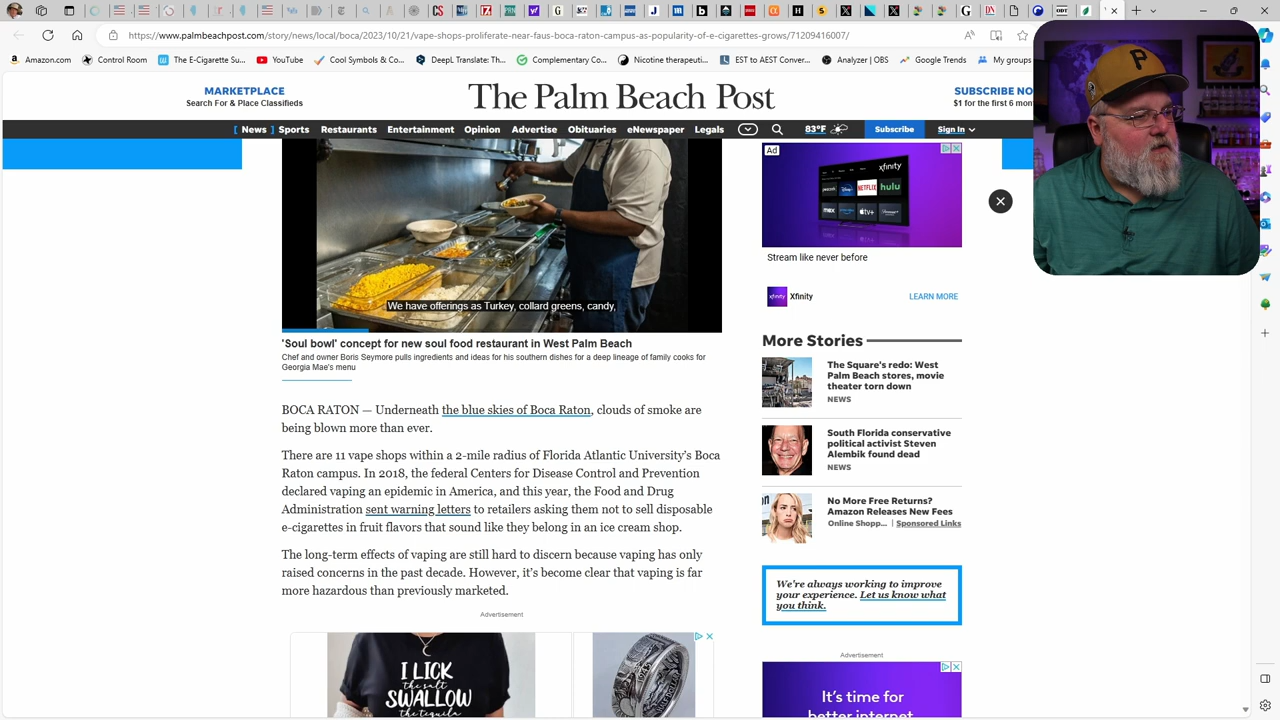 https://www.palmbeachpost.com/story/news/local/boca/2023/10/21/vape-shops-proliferate-near-faus-boca-raton-campus-as-popularity-of-e-cigarettes-grows/71209416007/
Amazon.com
Control Room
The E-Cigarette Su...
YouTube
Cool Symbols & Co...
DeepL Translate: Th...
Complementary Co...
Nicotine therapeuti...
EST to AEST Conver...
Analyzer | OBS
Google Trends
My groups
MARKETPLACE
Search For & Place Classifieds
The Palm Beach Post
SUBSCRIBE NO
$1 for the first 6 mon
[ News ] Sports Restaurants Entertainment Opinion Advertise Obituaries eNewspaper Legals
83°F
Subscribe
Sign In
We have offerings as Turkey, collard greens, candy,
'Soul bowl' concept for new soul food restaurant in West Palm Beach
Chef and owner Boris Seymore pulls ingredients and ideas for his southern dishes for a deep lineage of family cooks for
Georgia Mae's menu
BOCA RATON — Underneath the blue skies of Boca Raton, clouds of smoke are
being blown more than ever.
There are 11 vape shops within a 2-mile radius of Florida Atlantic University's Boca
Raton campus. In 2018, the federal Centers for Disease Control and Prevention
declared vaping an epidemic in America, and this year, the Food and Drug
Administration sent warning letters to retailers asking them not to sell disposable
e-cigarettes in fruit flavors that sound like they belong in an ice cream shop.
The long-term effects of vaping are still hard to discern because vaping has only
raised concerns in the past decade. However, it's become clear that vaping is far
more hazardous than previously marketed.
Advertisement
I LICK
the salt
SWALLOW
the tequila
Ad
xfinity
NETFLIX
hulu
max
tv+
Stream like never before
xfinity
Xfinity
LEARN MORE
More Stories
The Square's redo: West
Palm Beach stores, movie
theater torn down
NEWS
South Florida conservative
political activist Steven
Alembik found dead
NEWS
No More Free Returns?
Amazon Releases New Fees
Online Shopp... | Sponsored Links
We're always working to improve
your experience. Let us know what
you think.
Advertisement
It's time for
better internet
P